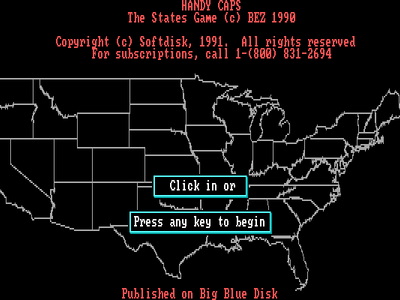 HANDY CAPS
The States Game (c) BEZ 1990
Copyright (c) Softdisk, 1991.  All rights reserved
For subscriptions, call 1-(800) 831-2694
Click in or
Press any key to begin
Published on Big Blue Disk